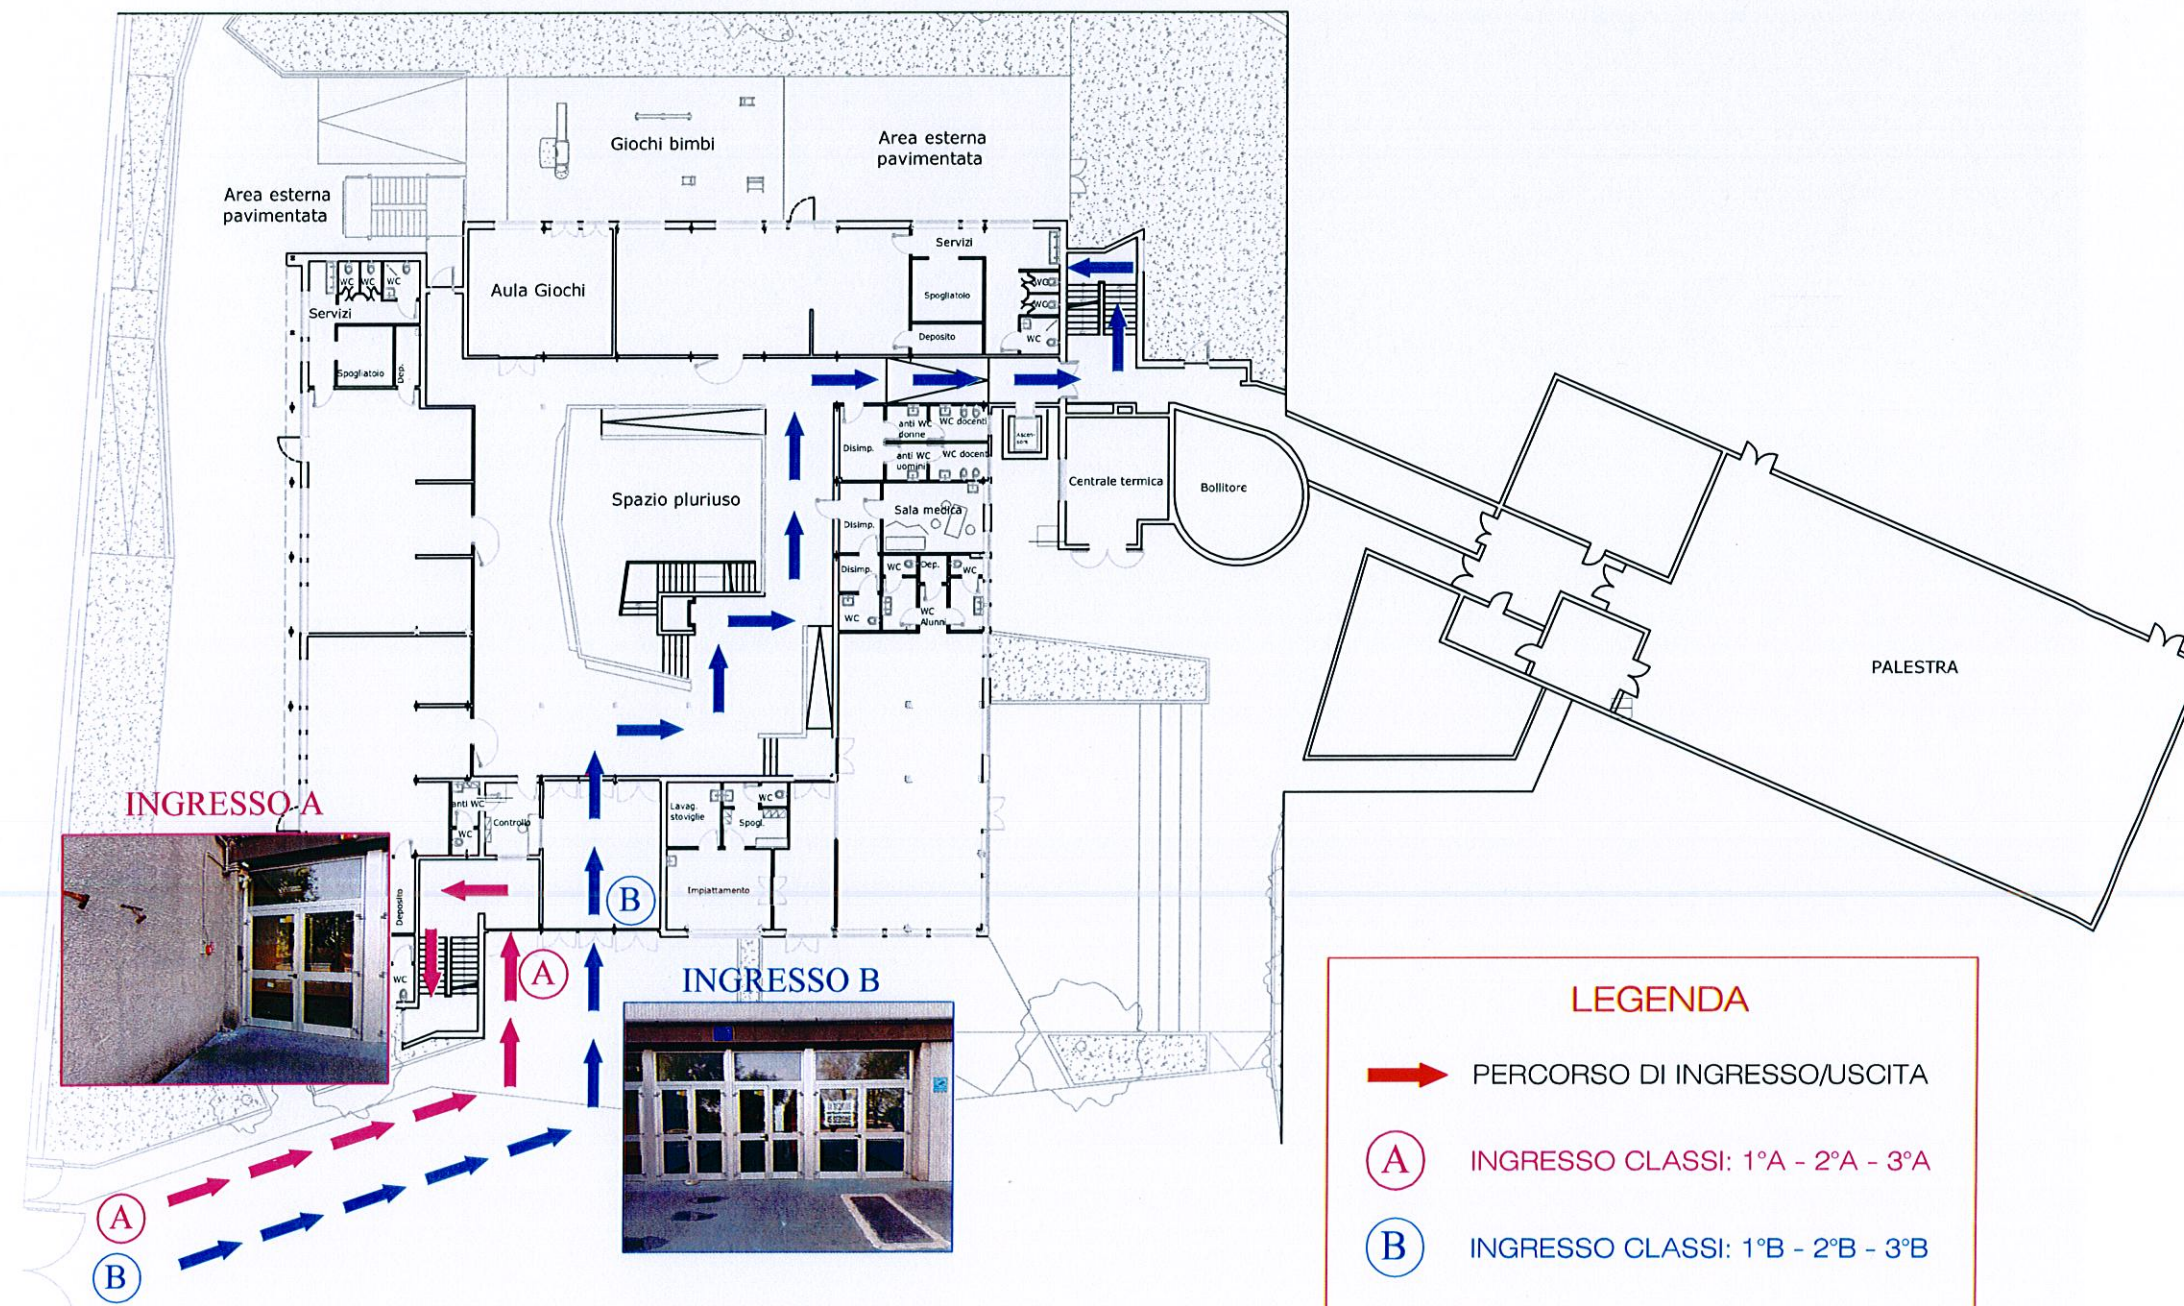 Giochi bimbi
Area esterna
pavimentata
Area esterna
pavimentata
Servizi
WC
WC
WC
Servizi
Spogliatoio
Dep.
Aula Giochi
Spogliatoio
Deposito
WC
WC
WC
Spazio pluriuso
Disimp.
anti WC
donne
WC docenti
anti WC
uomini
WC docenti
Disimp.
Sala medica
Disimp.
WC
Dep.
WC
WC
WC
Alunni
Centrale termica
Bollitore
PALESTRA
INGRESSO A
anti WC
WC
Controllo
Lavag.
stoviglie
WC
Spogl.
Impiattamento
Deposito
WC
B
A
INGRESSO B
A
B
LEGENDA
PERCORSO DI INGRESSO/USCITA
A INGRESSO CLASSI: 1°A - 2°A - 3°A
B INGRESSO CLASSI: 1°B - 2°B - 3°B